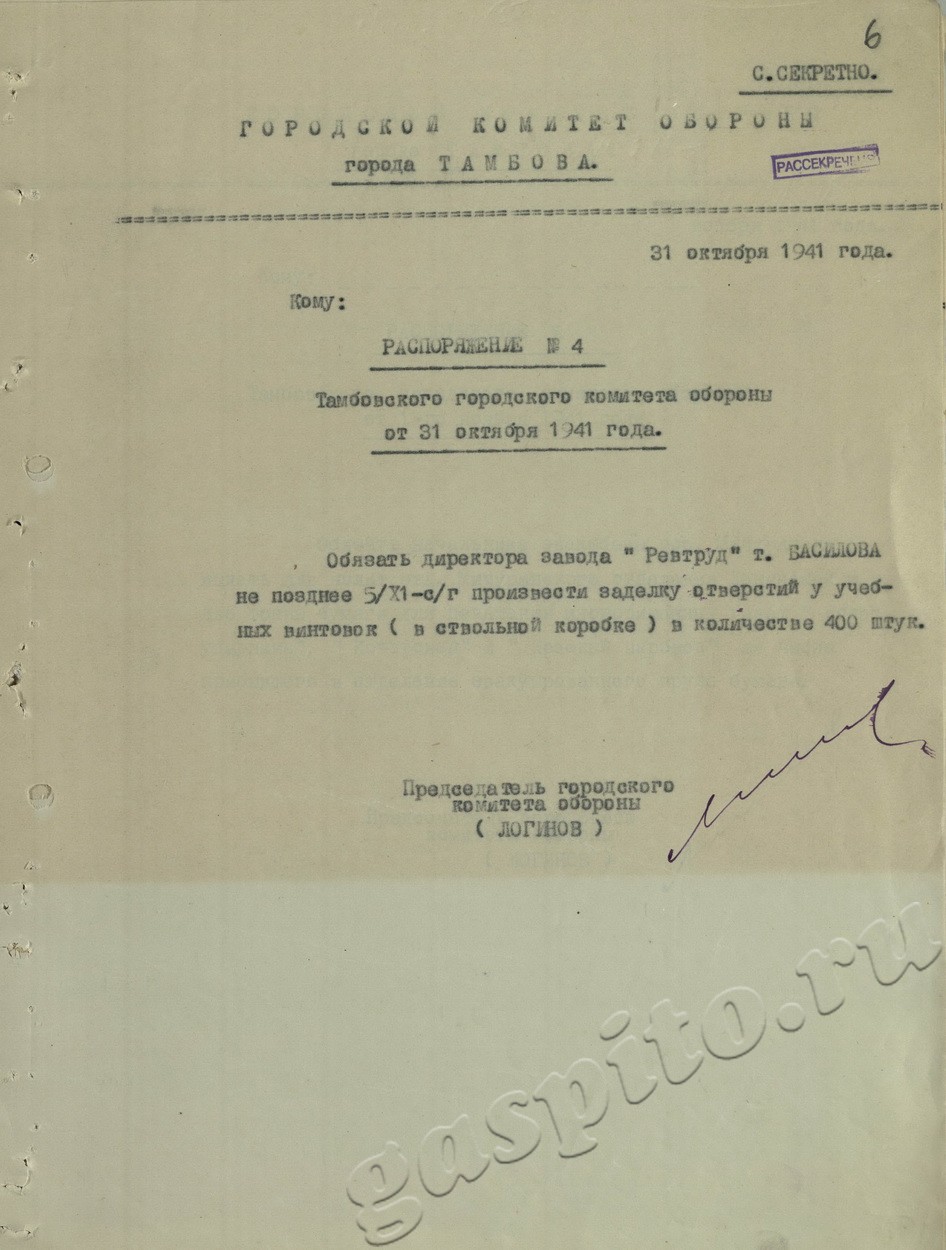 6
С.СЕКРЕТНО.
ГОРОДСКОЙ КОМИТЕТ ОБОРОНЫ
города ТАМБОВА.
РАССЕКРЕЧЕНО
31 октября 1941 года.
Кому:
РАСПОРЯЖЕНИЕ № 4
Тамбовского городского комитета обороны
от 31 октября 1941 года.
Обязать директора завода " Ревтруд" т. БАСИЛОВА
не позднее 5/X1-с/г произвести заделку отверстий у учеб-
ных винтовок ( в ствольной коробке ) в количестве 400 штук.
Председатель городского
комитета обороны
( ЛОГИНОВ )
gaspito.ru